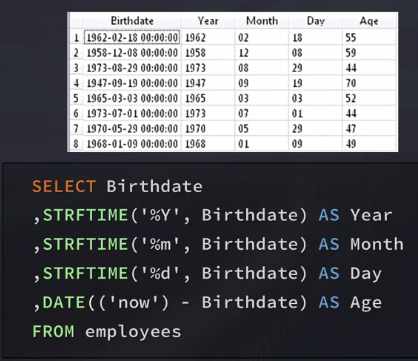 Birthdate Year Month Day Age
1 1962-02-18 00:00:00 1962 02 18 55
2 1958-12-08 00:00:00 1958 12 08 59
3 1973-08-29 00:00:00 1973 08 29 44
4 1947-09-19 00:00:00 1947 09 19 70
5 1965-03-03 00:00:00 1965 03 03 52
6 1973-07-01 00:00:00 1973 07 01 44
7 1970-05-29 00:00:00 1970 05 29 47
8 1968-01-09 00:00:00 1968 01 09 49
SELECT Birthdate
,STRFTIME('%Y', Birthdate) AS Year
,STRFTIME('%m', Birthdate) AS Month
,STRFTIME('%d', Birthdate) AS Day
,DATE(('now') - Birthdate) AS Age
FROM employees